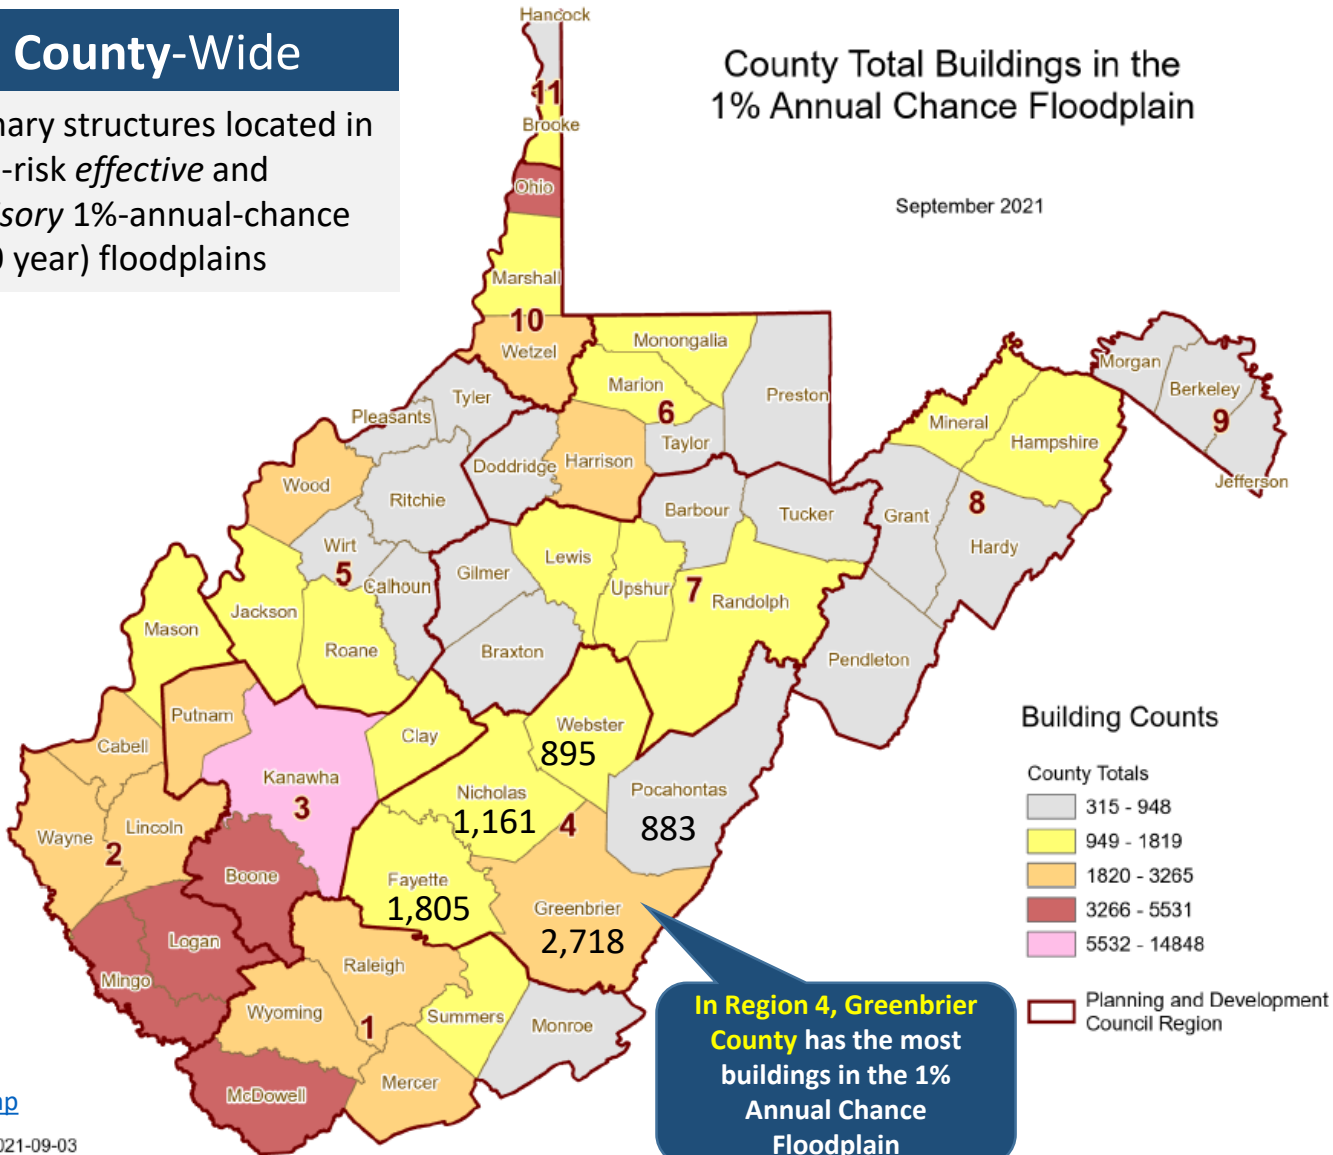 County-Wide
nary structures located in
-risk effective and
isory 1%-annual-chance
0 year) floodplains
County Total Buildings in the
1% Annual Chance Floodplain
September 2021
Hancock
11
Brooke
Ohio
Marshall
10
Wetzel
Monongalia
Marion
6
Preston
Taylor
Tyler
Pleasants
Doddridge
Harrison
Wood
Ritchie
Morgan
Berkeley
9
Jefferson
Mineral
Hampshire
Barbour
Tucker
Grant
8
Hardy
Wirt
5
Calhoun
Gilmer
Lewis
Upshur
7
Randolph
Jackson
Mason
Roane
Braxton
Pendleton
Putnam
Cabell
Clay
Webster
895
Kanawha
3
Nicholas
1,161
4
Pocahontas
883
Wayne
Lincoln
2
Boone
Fayette
1,805
Greenbrier
2,718
Logan
Mingo
Raleigh
Wyoming
1
Summers
Monroe
McDowell
Mercer
Building Counts
County Totals
315 - 948
949 - 1819
1820 - 3265
3266 - 5531
5532 - 14848
Planning and Development
Council Region
In Region 4, Greenbrier
County has the most
buildings in the 1%
Annual Chance
Floodplain
ap
021-09-03